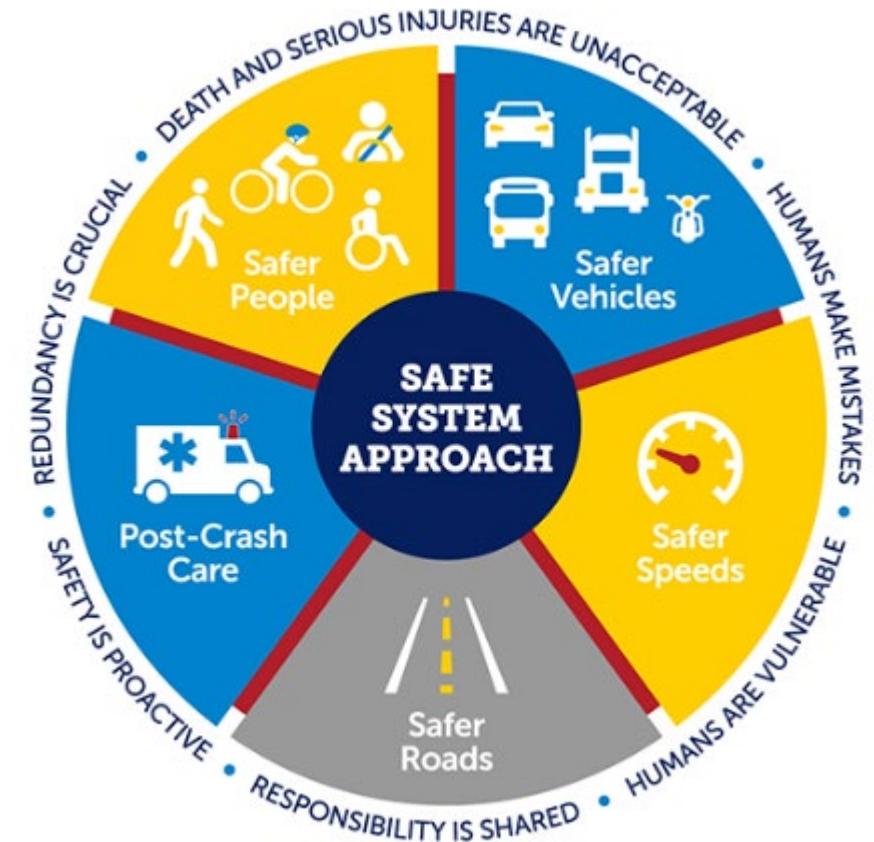 DEATH AND SERIOUS INJURIES ARE UNACCEPTABLE
HUMANS MAKE MISTAKES
HUMANS ARE VULNERABLE
RESPONSIBILITY IS SHARED
SAFETY IS PROACTIVE
REDUNDANCY IS CRUCIAL
Safer
People
Safer
Vehicles
SAFE
SYSTEM
APPROACH
Safer
Speeds
Post-Crash
Care
Safer
Roads